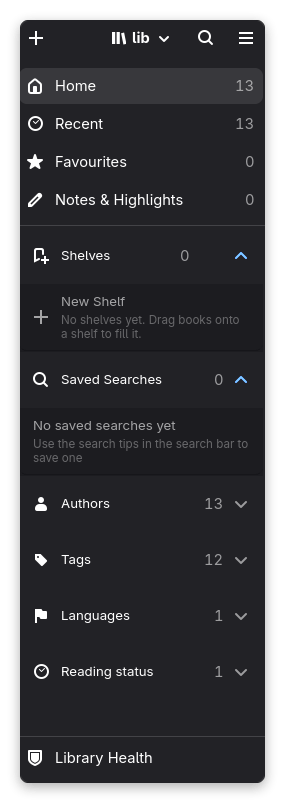 lib
Home 13
Recent 13
Favourites 0
Notes & Highlights 0
Shelves 0
New Shelf
No shelves yet. Drag books onto
a shelf to fill it.
Saved Searches 0
No saved searches yet
Use the search tips in the search bar to
save one
Authors 13
Tags 12
Languages 1
Reading status 1
Library Health